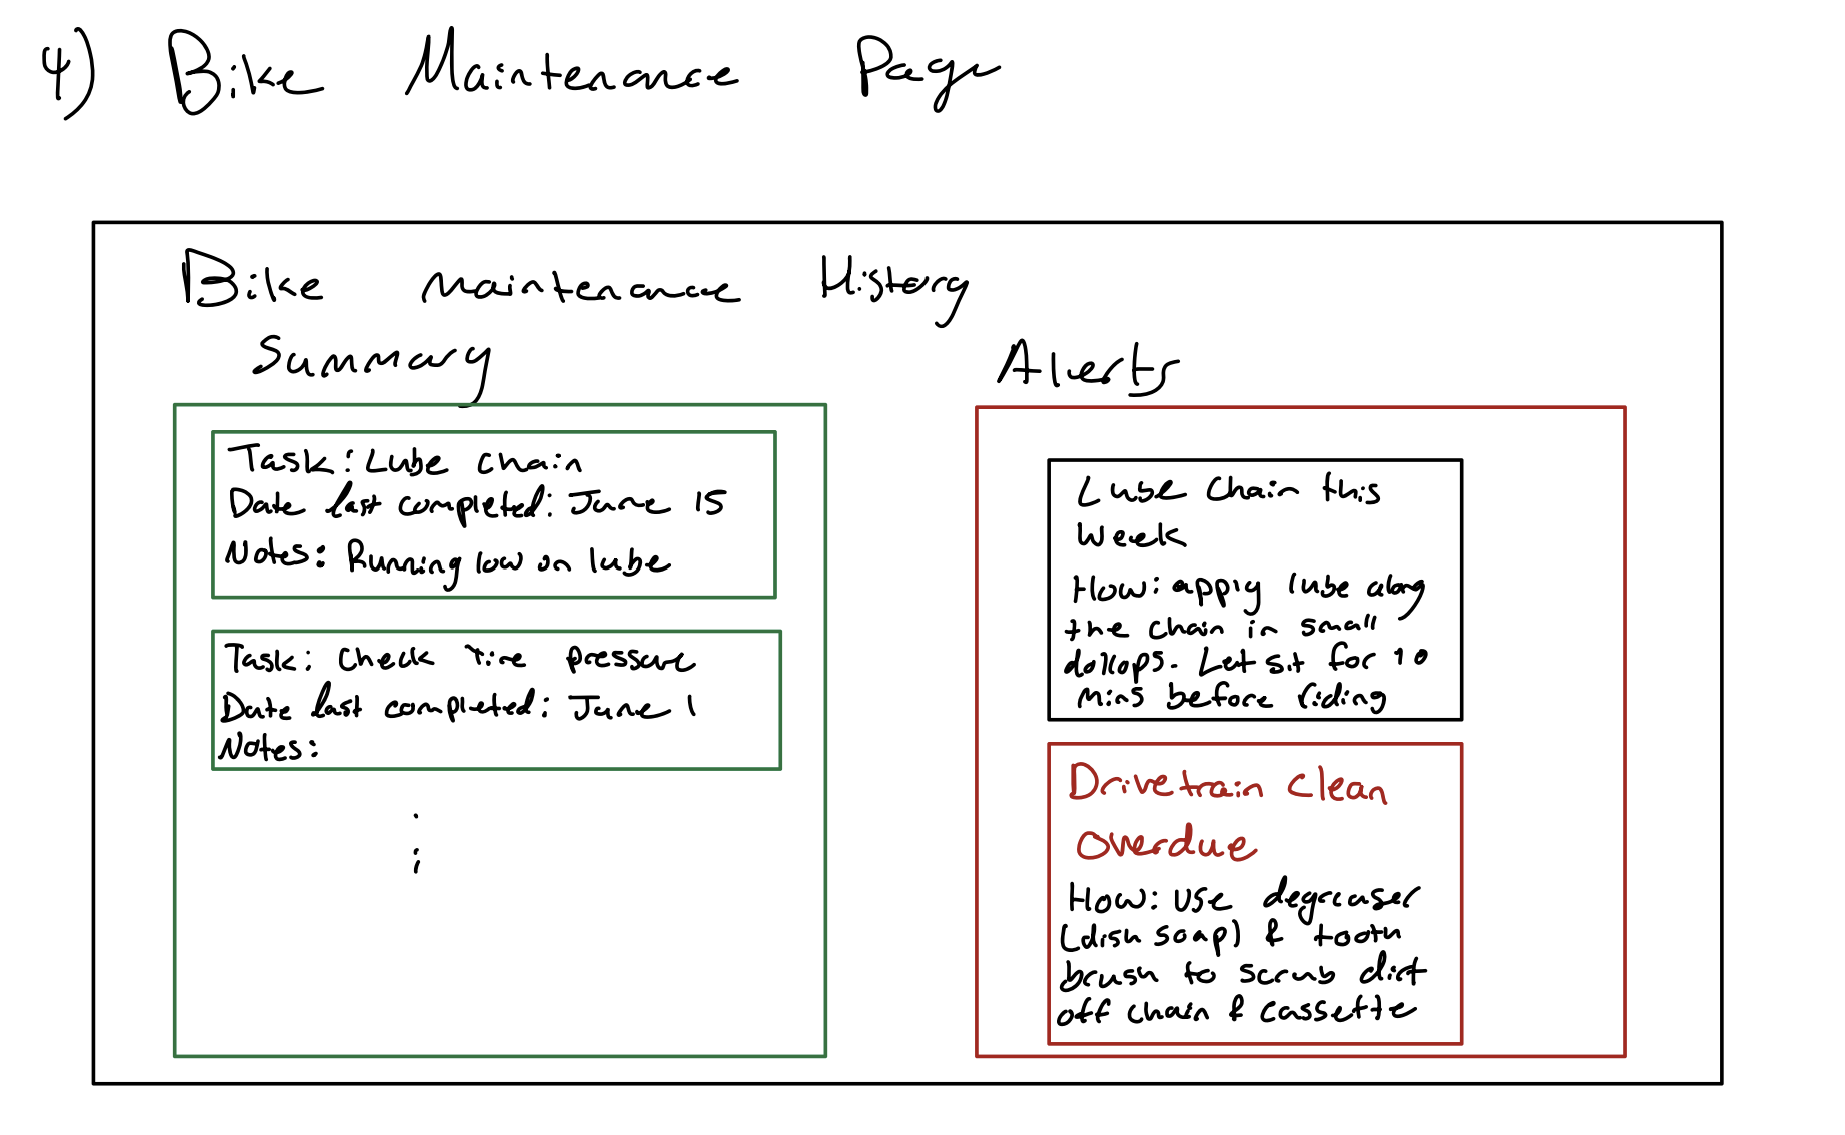 4) Bike Maintenance Page
Bike maintenance History
Summary
Task: Lube chain
Date last completed: June 15
Notes: Running low on lube
Task: Check tire pressure
Date last completed: June 1
Notes:
Alerts
Lube Chain this
Week
How: apply lube along
the chain in small
dollops. Let sit for 10
mins before riding
Drivetrain Clean
Overdue
How: use degreaser
(dish soap) & tooth
brush to scrub dirt
off chain & cassette